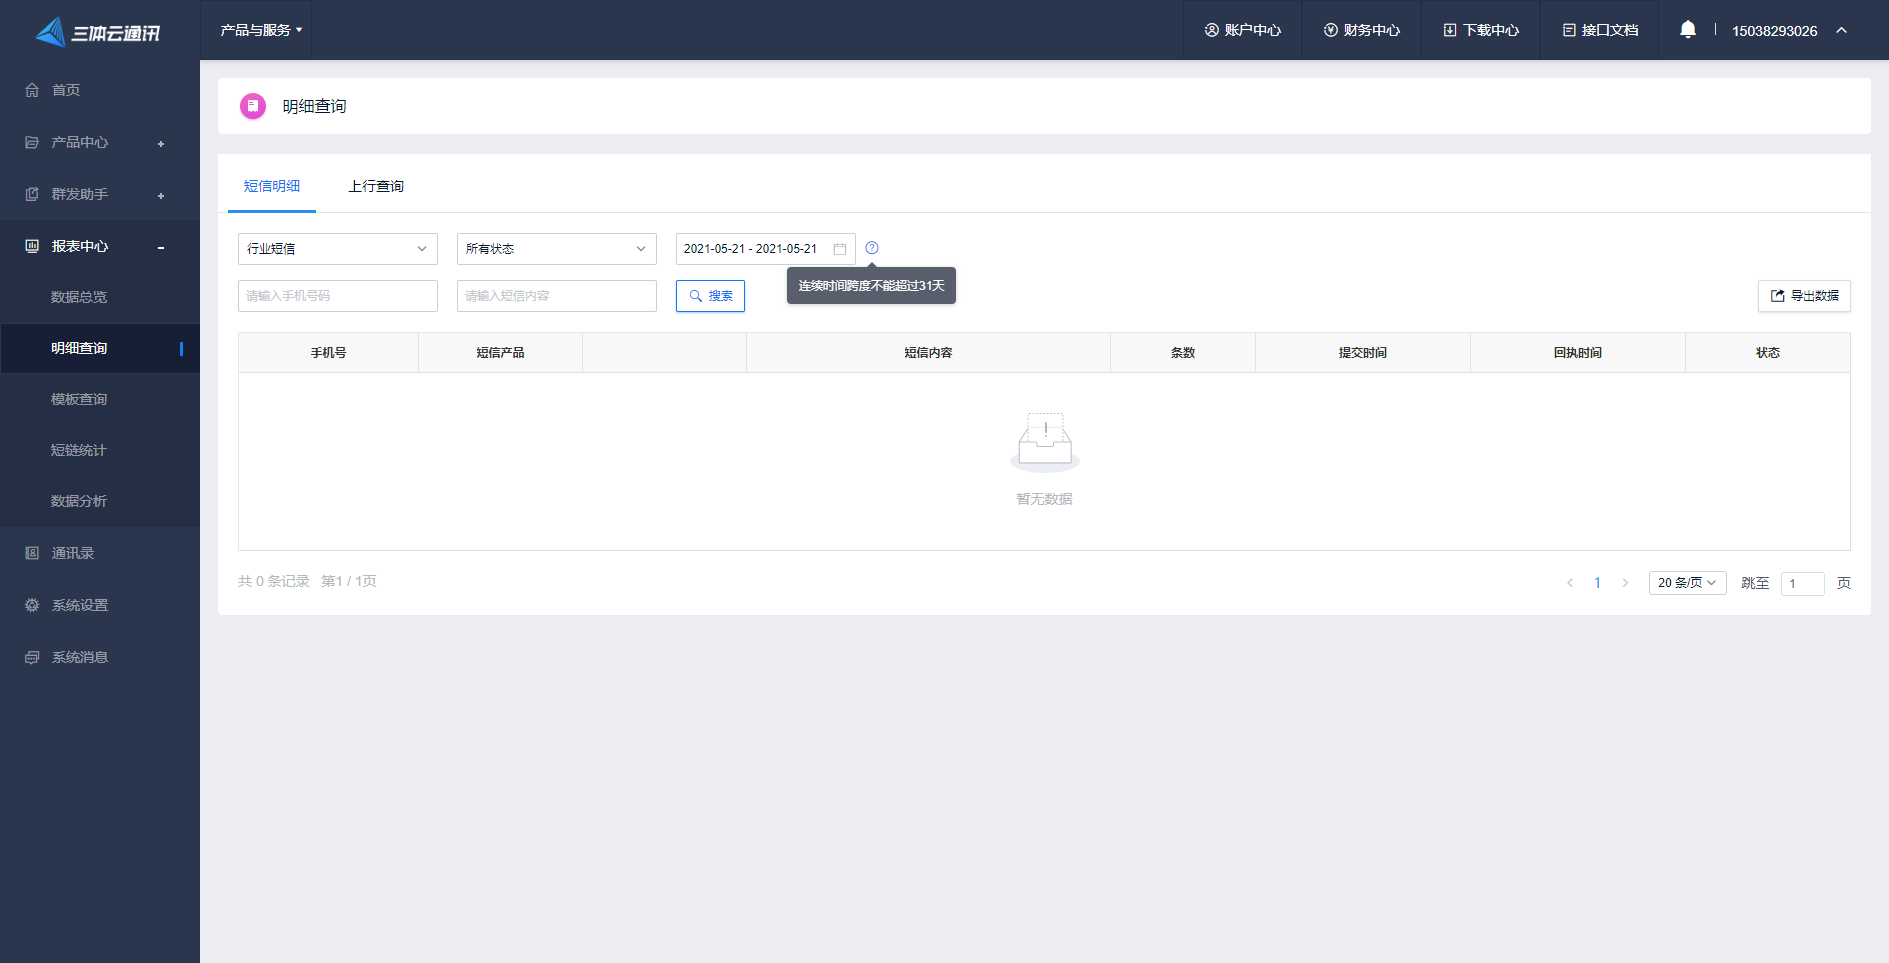 三体云通讯
产品与服务
账户中心
财务中心
下载中心
接口文档
15038293026
首页
产品中心 +
群发助手 +
报表中心 -
数据总览
明细查询
模板查询
短链统计
数据分析
通讯录
系统设置
系统消息
明细查询
短信明细 上行查询
行业短信 所有状态 2021-05-21 - 2021-05-21
连续时间跨度不能超过31天
请输入手机号码 请输入短信内容 搜索 导出数据
手机号 短信产品 短信内容 条数 提交时间 回执时间 状态
暂无数据
共 0 条记录 第1 / 1页
1 20 条/页 跳至 1 页